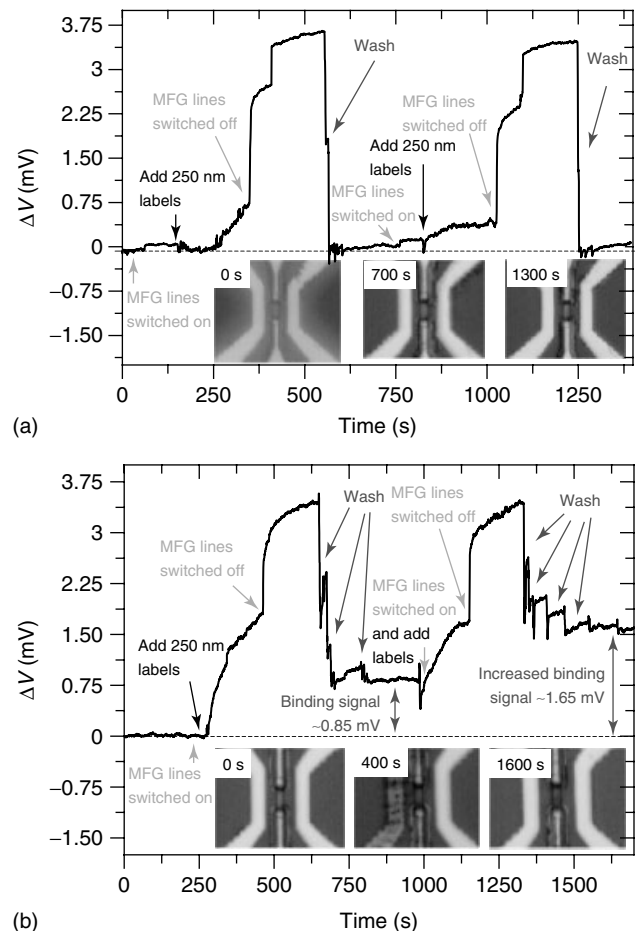 3.75
3
2.25
1.50
0.75
0
−0.75
−1.50
ΔV (mV)
MFG lines
switched off
Add 250 nm
labels
MFG lines
switched on
Wash
Add 250 nm
labels
MFG lines
switched on
MFG lines
switched off
Wash
0 s
700 s
1300 s
0
250
500
750
1000
1250
Time (s)
(a)
3.75
3
2.25
1.50
0.75
0
−0.75
−1.50
ΔV (mV)
MFG lines
switched off
Add 250 nm
labels
MFG lines
switched on
Wash
MFG lines
switched off
MFG lines
switched on
and add
labels
Binding signal
~0.85 mV
Wash
Increased binding
signal ~1.65 mV
0 s
400 s
1600 s
0
250
500
750
1000
1250
1500
Time (s)
(b)